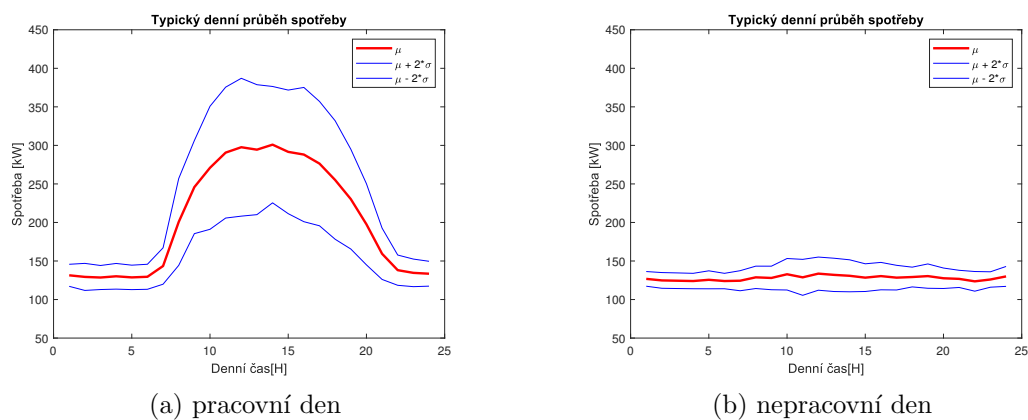 Typický denní průběh spotřeby
450
400
350
300
250
200
150
100
50
Spotřeba [kW]
0
5
10
15
20
25
Denní čas[H]
μ
μ + 2*σ
μ - 2*σ
(a) pracovní den
Typický denní průběh spotřeby
450
400
350
300
250
200
150
100
50
Spotřeba [kW]
0
5
10
15
20
25
Denní čas[H]
μ
μ + 2*σ
μ - 2*σ
(b) nepracovní den